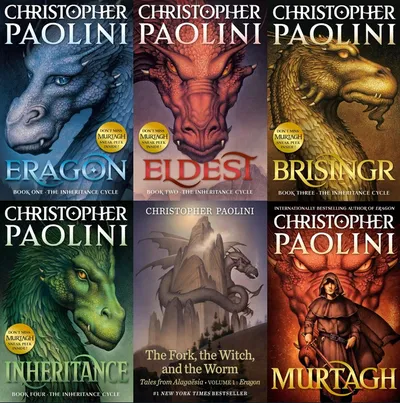 CHRISTOPHER
PAOLINI
DON'T MISS
MURTAGH
SNEAK PEEK
INSIDE!
ERAGON
BOOK ONE · THE INHERITANCE CYCLE
CHRISTOPHER
PAOLINI
DON'T MISS
MURTAGH
SNEAK PEEK
INSIDE!
ELDEST
BOOK TWO · THE INHERITANCE CYCLE
CHRISTOPHER
PAOLINI
DON'T MISS
MURTAGH
SNEAK PEEK
INSIDE!
BRISINGR
BOOK THREE · THE INHERITANCE CYCLE
CHRISTOPHER
PAOLINI
DON'T MISS
MURTAGH
SNEAK PEEK
INSIDE!
INHERITANCE
BOOK FOUR · THE INHERITANCE CYCLE
CHRISTOPHER PAOLINI
The Fork, the Witch,
and the Worm
Tales from Alagaësia · VOLUME 1: Eragon
#1 NEW YORK TIMES BESTSELLER
INTERNATIONALLY BESTSELLING AUTHOR OF ERAGON
CHRISTOPHER
PAOLINI
MURTAGH